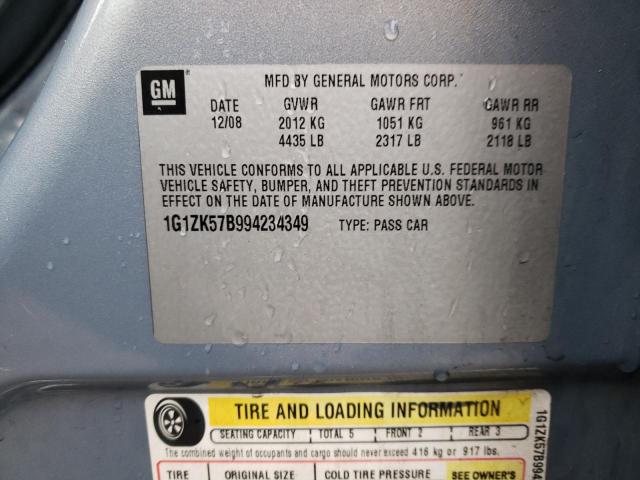 GM
MFD BY GENERAL MOTORS CORP.
DATE GVWR GAWR FRT GAWR RR
12/08 2012 KG 1051 KG 961 KG
4435 LB 2317 LB 2118 LB
THIS VEHICLE CONFORMS TO ALL APPLICABLE U.S. FEDERAL MOTOR
VEHICLE SAFETY, BUMPER, AND THEFT PREVENTION STANDARDS IN
EFFECT ON THE DATE OF MANUFACTURE SHOWN ABOVE.
1G1ZK57B994234349 TYPE: PASS CAR
TIRE AND LOADING INFORMATION
SEATING CAPACITY TOTAL 5 FRONT 2 REAR 3
The combined weight of occupants and cargo should never exceed 416 kg or 917 lbs.
TIRE ORIGINAL SIZE COLD TIRE PRESSURE SEE OWNER'S
1G1ZK57B994